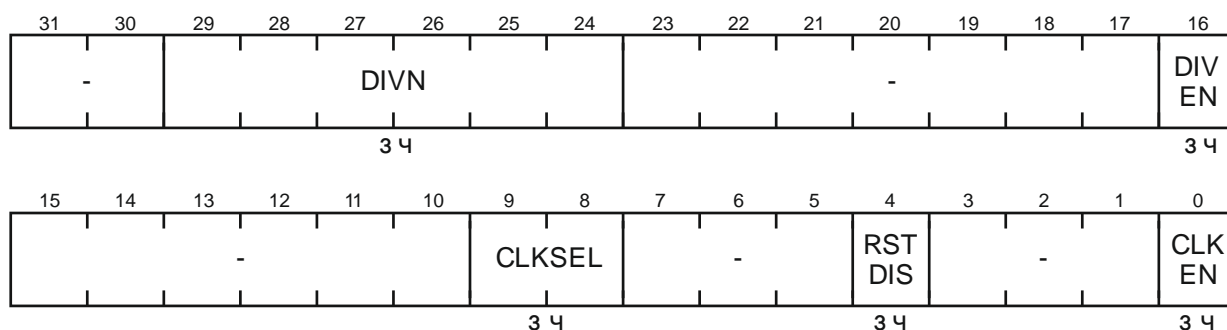 31 30 29 28 27 26 25 24 23 22 21 20 19 18 17 16
- DIVN - DIV
EN
З Ч З Ч
15 14 13 12 11 10 9 8 7 6 5 4 3 2 1 0
- CLKSEL - RST - CLK
DIS EN
З Ч З Ч З Ч